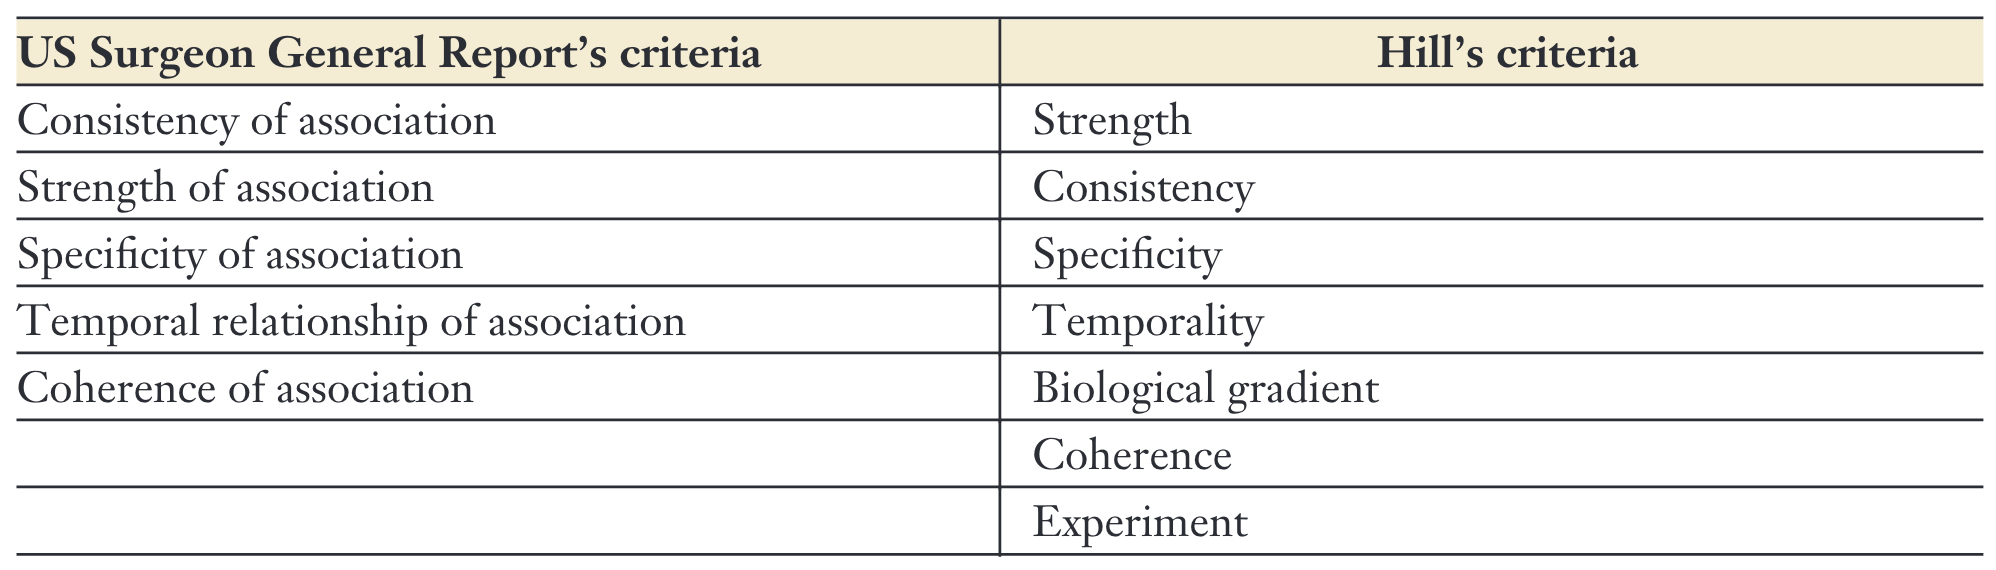 US Surgeon General Report’s criteria Hill’s criteria
Consistency of association Strength
Strength of association Consistency
Specificity of association Specificity
Temporal relationship of association Temporality
Coherence of association Biological gradient
Coherence
Experiment